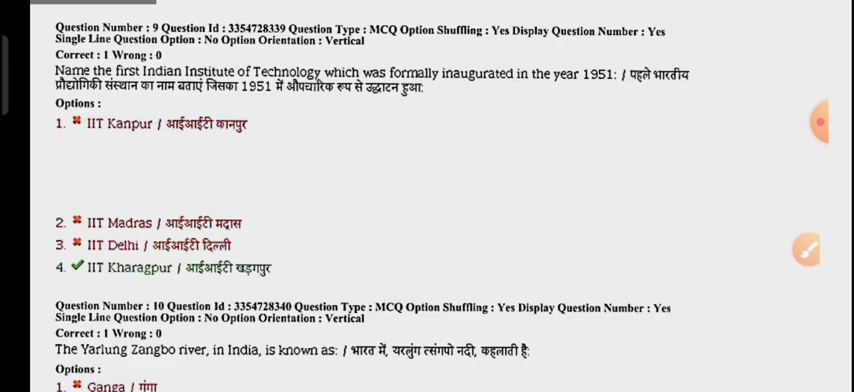 Question Number : 9 Question Id : 3354728339 Question Type : MCQ Option Shuffling : Yes Display Question Number : Yes
Single Line Question Option : No Option Orientation : Vertical
Correct : 1 Wrong : 0
Name the first Indian Institute of Technology which was formally inaugurated in the year 1951: / पहले भारतीय
प्रौद्योगिकी संस्थान का नाम बताएं जिसका 1951 में औपचारिक रूप से उद्घाटन हुआ:
Options :
1. IIT Kanpur / आईआईटी कानपुर
2. IIT Madras / आईआईटी मद्रास
3. IIT Delhi / आईआईटी दिल्ली
4. IIT Kharagpur / आईआईटी खड़गपुर
Question Number : 10 Question Id : 3354728340 Question Type : MCQ Option Shuffling : Yes Display Question Number : Yes
Single Line Question Option : No Option Orientation : Vertical
Correct : 1 Wrong : 0
The Yarlung Zangbo river, in India, is known as: / भारत में, यरलुंग त्संगपो नदी, कहलाती है:
Options :
1. Ganga / गंगा